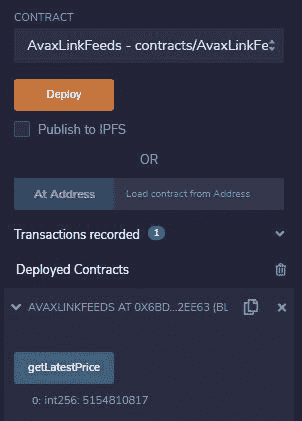 CONTRACT
AvaxLinkFeeds - contracts/AvaxLinkFe
Deploy
Publish to IPFS
OR
At Address Load contract from Address
Transactions recorded 1
Deployed Contracts
AVAXLINKFEEDS AT 0X6BD...2EE63 (BL
getLatestPrice
0: int256: 5154810817